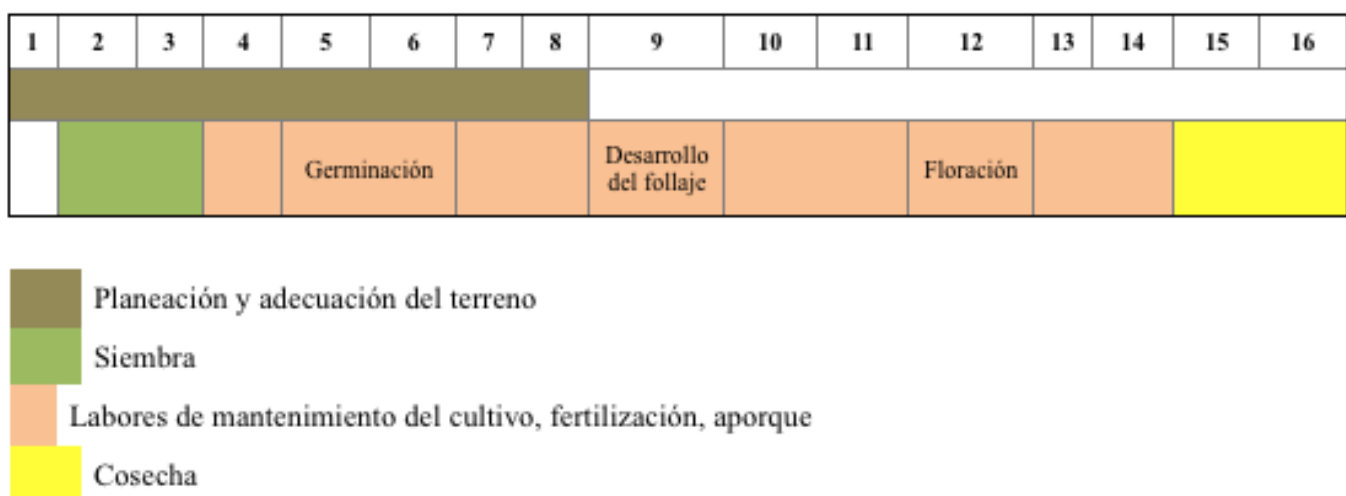 1 2 3 4 5 6 7 8 9 10 11 12 13 14 15 16
Germinación
Desarrollo
del follaje
Floración
Planeación y adecuación del terreno
Siembra
Labores de mantenimiento del cultivo, fertilización, aporque
Cosecha